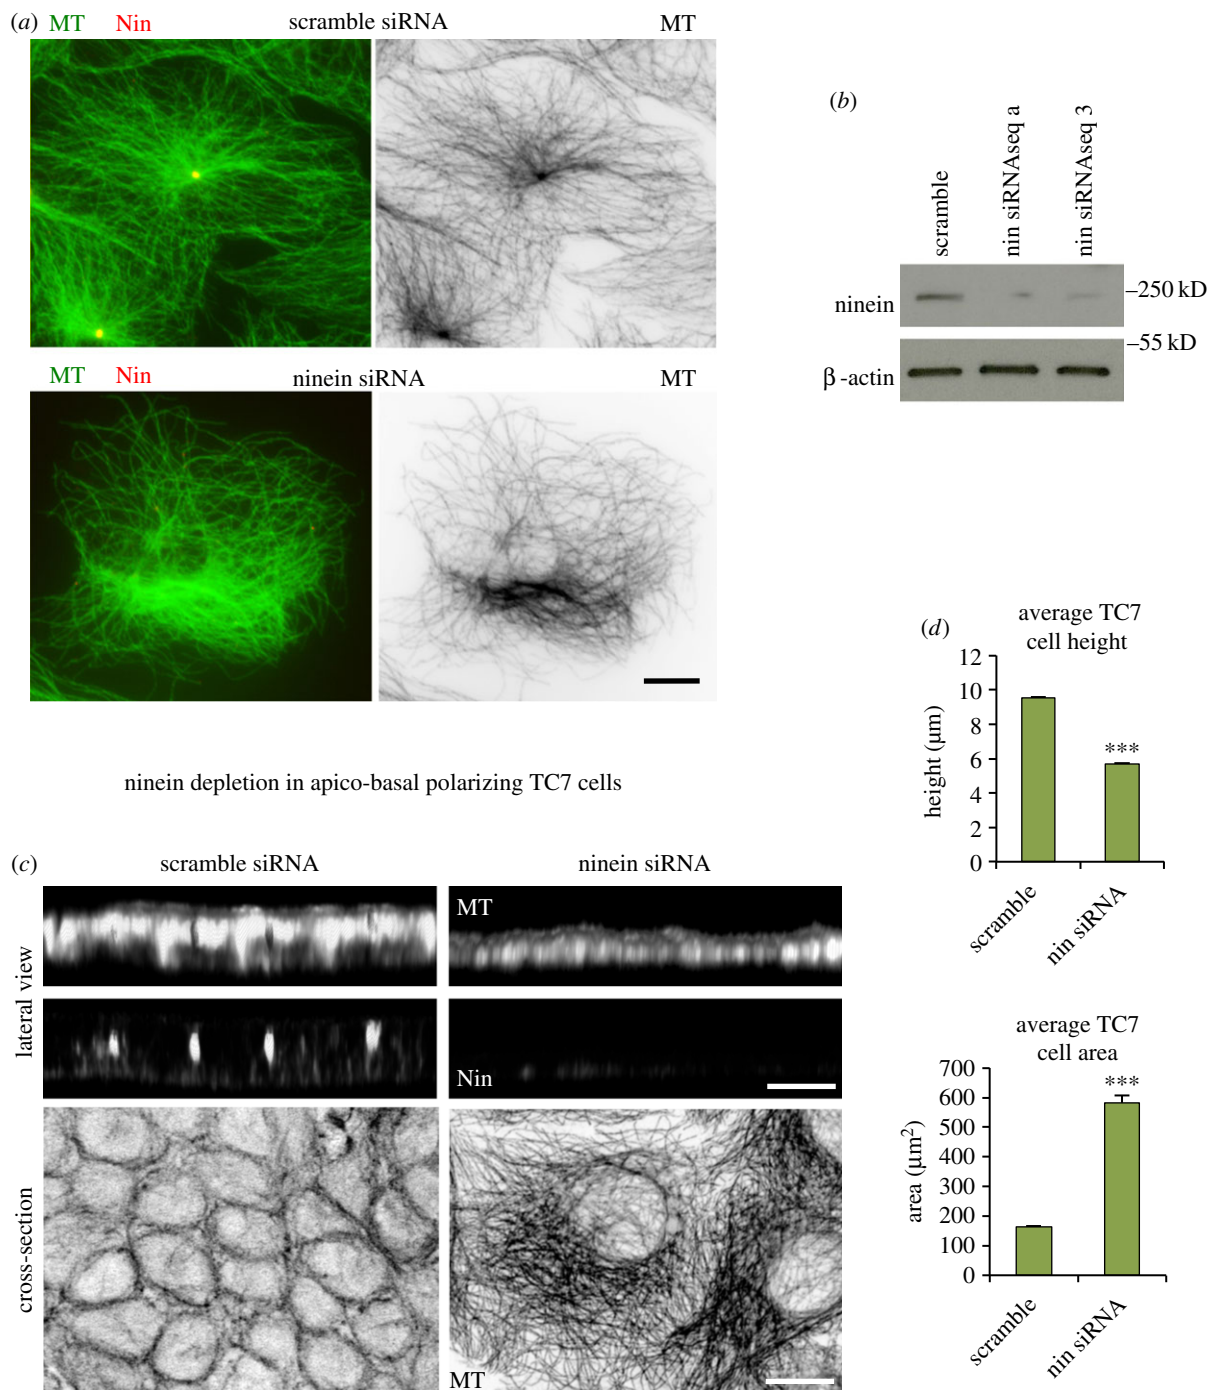 (a) MT Nin scramble siRNA MT
MT Nin ninein siRNA MT
(b)
scramble
nin siRNAseq a
nin siRNAseq 3
ninein
–250 kD
–55 kD
β-actin
ninein depletion in apico-basal polarizing TC7 cells
(c) scramble siRNA ninein siRNA
lateral view
MT
Nin
cross-section
MT
(d) average TC7
cell height
height (µm)
12
10
8
6
4
2
0
***
scramble
nin siRNA
average TC7
cell area
area (µm²)
700
600
500
400
300
200
100
0
***
scramble
nin siRNA